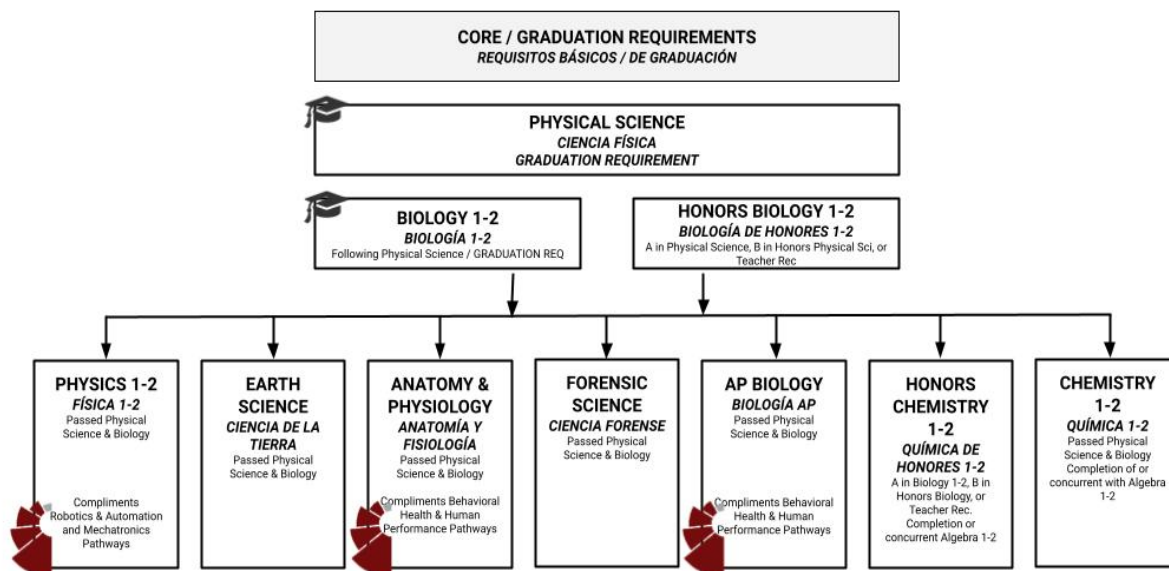 CORE / GRADUATION REQUIREMENTS
REQUISITOS BÁSICOS / DE GRADUACIÓN
PHYSICAL SCIENCE
CIENCIA FÍSICA
GRADUATION REQUIREMENT
BIOLOGY 1-2
BIOLOGÍA 1-2
Following Physical Science / GRADUATION REQ
HONORS BIOLOGY 1-2
BIOLOGÍA DE HONORES 1-2
A in Physical Science, B in Honors Physical Sci, or
Teacher Rec
PHYSICS 1-2
FÍSICA 1-2
Passed Physical
Science & Biology
Compliments
Robotics & Automation
and Mechatronics
Pathways
EARTH
SCIENCE
CIENCIA DE LA
TIERRA
Passed Physical
Science & Biology
ANATOMY &
PHYSIOLOGY
ANATOMÍA Y
FISIOLOGÍA
Passed Physical
Science & Biology
Compliments Behavioral
Health & Human
Performance Pathways
FORENSIC
SCIENCE
CIENCIA FORENSE
Passed Physical
Science & Biology
AP BIOLOGY
BIOLOGÍA AP
Passed Physical
Science & Biology
Compliments Behavioral
Health & Human
Performance Pathways
HONORS
CHEMISTRY
1-2
QUÍMICA DE
HONORES 1-2
A in Biology 1-2, B in
Honors Biology, or
Teacher Rec.
Completion or
concurrent Algebra 1-2
CHEMISTRY
1-2
QUÍMICA 1-2
Passed Physical
Science & Biology
Completion of or
concurrent with Algebra
1-2